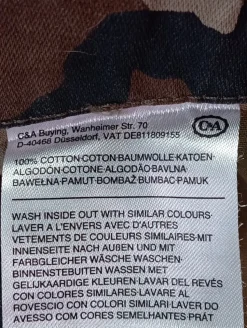 C&A Buying, Wanheimer Str. 70
D-40468 Düsseldorf, VAT DE811809155
C&A
100% COTTON·COTON·BAUMWOLLE·KATOEN·
ALGODÓN·COTONE·ALGODÃO·BAVLNA·
BAWEŁNA·PAMUT·BOMBAŽ·BUMBAC·PAMUK
WASH INSIDE OUT WITH SIMILAR COLOURS·
LAVER A L'ENVERS AVEC D'AUTRES
VETEMENTS DE COULEURS SIMILAIRES·MIT
INNENSEITE NACH AUßEN UND MIT
FARBGLEICHER WÄSCHE WASCHEN·
BINNENSTEBUITEN WASSEN MET
GELIJKAARDIGE KLEUREN·LAVAR DEL REVÉS
CON COLORES SIMILARES·LAVARE AL
ROVESCIO CON COLORI SIMILARI·LAVAR DO
AVESSO COM CORES SEMELHANTES·PRÁT